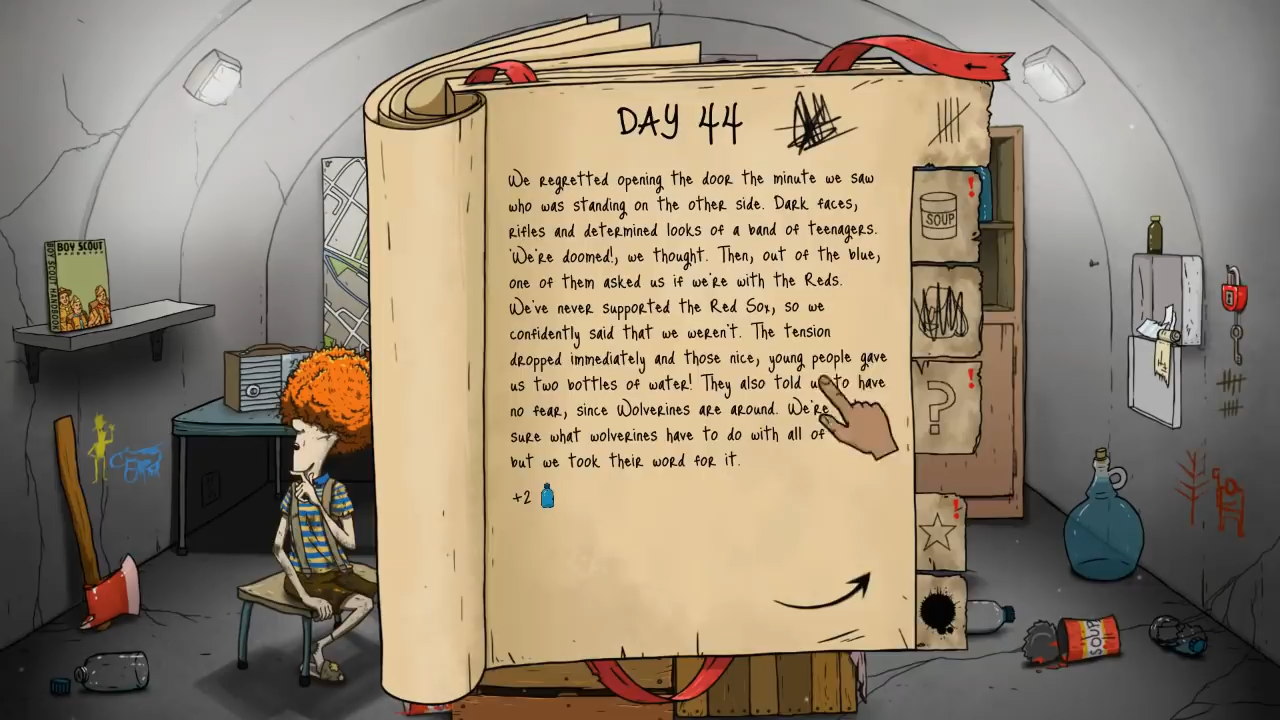 DAY 44
We regretted opening the door the minute we saw
who was standing on the other side. Dark faces,
rifles and determined looks of a band of teenagers.
'We're doomed!, we thought. Then, out of the blue,
one of them asked us if we're with the Reds.
We've never supported the Red Sox, so we
confidently said that we weren't. The tension
dropped immediately and those nice, young people gave
us two bottles of water! They also told to have
no fear, since Wolverines are around. We're
sure what wolverines have to do with all of
but we took their word for it.
+2
SOUP
?
BOY SCOUT
HANDBOOK
BOY SCOUT HANDBOOK
SOUP